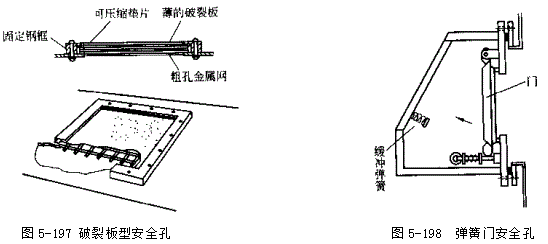 可压缩垫片
薄的破裂板
固定钢框
粗孔金属网
门
缓冲弹簧
图 5-197 破裂板型安全孔
图 5-198 弹簧门安全孔